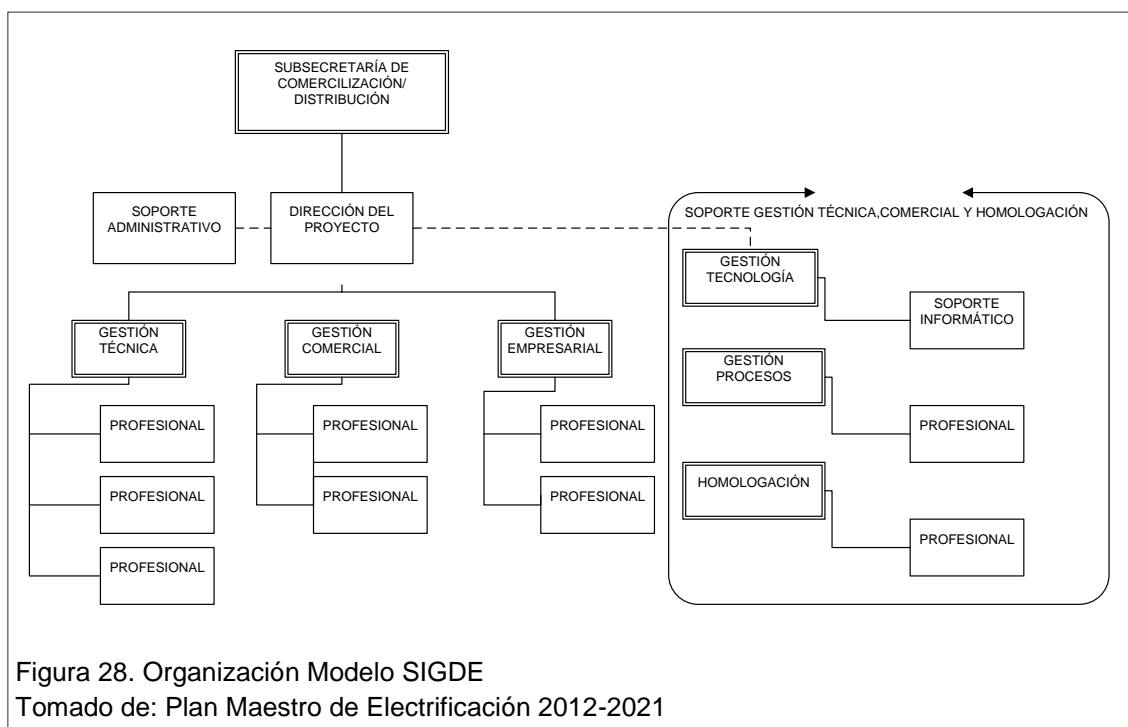 SUBSECRETARÍA DE
COMERCILIZACIÓN/
DISTRIBUCIÓN
SOPORTE
ADMINISTRATIVO
DIRECCIÓN DEL
PROYECTO
SOPORTE GESTIÓN TÉCNICA,COMERCIAL Y HOMOLOGACIÓN
GESTIÓN
TÉCNICA
PROFESIONAL
PROFESIONAL
PROFESIONAL
GESTIÓN
COMERCIAL
PROFESIONAL
PROFESIONAL
GESTIÓN
EMPRESARIAL
PROFESIONAL
PROFESIONAL
GESTIÓN
TECNOLOGÍA
SOPORTE
INFORMÁTICO
GESTIÓN
PROCESOS
PROFESIONAL
HOMOLOGACIÓN
PROFESIONAL
Figura 28. Organización Modelo SIGDE
Tomado de: Plan Maestro de Electrificación 2012-2021